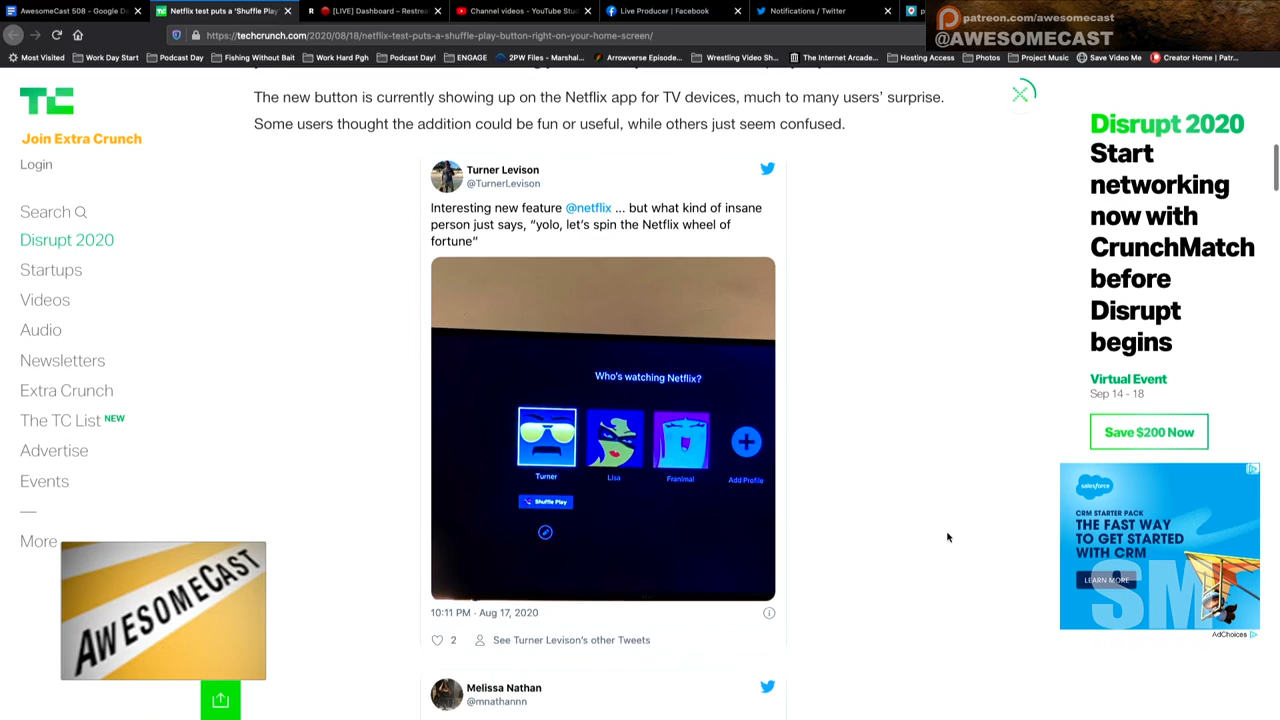 AwesomeCast 508 - Google D
Netflix test puts a 'Shuffle Play
[LIVE] Dashboard – Restrea
Channel videos - YouTube Stu
Live Producer | Facebook
Notifications / Twitter
patreon.com/awesomecast
@AWESOMECAST
https://techcrunch.com/2020/08/18/netflix-test-puts-a-shuffle-play-button-right-on-your-home-screen/
Most Visited
Work Day Start
Podcast Day
Fishing Without Bait
Work Hard Pgh
Podcast Day!
ENGAGE
2PW Files - Marshal...
Arrowverse Episode...
Wrestling Video Sh...
The Internet Arcade...
Hosting Access
Photos
Project Music
Save Video Me
Creator Home | Patr...
TC
Join Extra Crunch
Login
Search
Disrupt 2020
Startups
Videos
Audio
Newsletters
Extra Crunch
The TC List NEW
Advertise
Events
—
More
AWESOMECAST
The new button is currently showing up on the Netflix app for TV devices, much to many users' surprise.
Some users thought the addition could be fun or useful, while others just seem confused.
Turner Levison
@TurnerLevison
Interesting new feature @netflix ... but what kind of insane
person just says, "yolo, let's spin the Netflix wheel of
fortune"
Who's watching Netflix?
Turner
Lisa
Franimal
Add Profile
Shuffle Play
10:11 PM · Aug 17, 2020
2
See Turner Levison's other Tweets
Melissa Nathan
@mnathannn
Disrupt 2020
Start
networking
now with
CrunchMatch
before
Disrupt
begins
Virtual Event
Sep 14 - 18
Save $200 Now
salesforce
CRM STARTER PACK
THE FAST WAY
TO GET STARTED
WITH CRM
LEARN MORE
SM
AdChoices